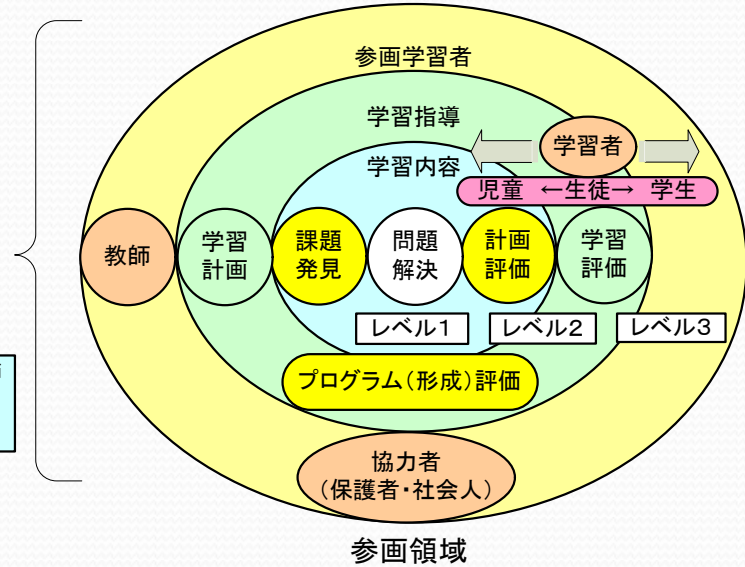 参画学習者
学習指導
学習者
学習内容
児童 ←生徒→ 学生
教師
学習
計画
課題
発見
問題
解決
計画
評価
学習
評価
レベル1
レベル2
レベル3
プログラム(形成)評価
協力者
(保護者・社会人)
参画領域